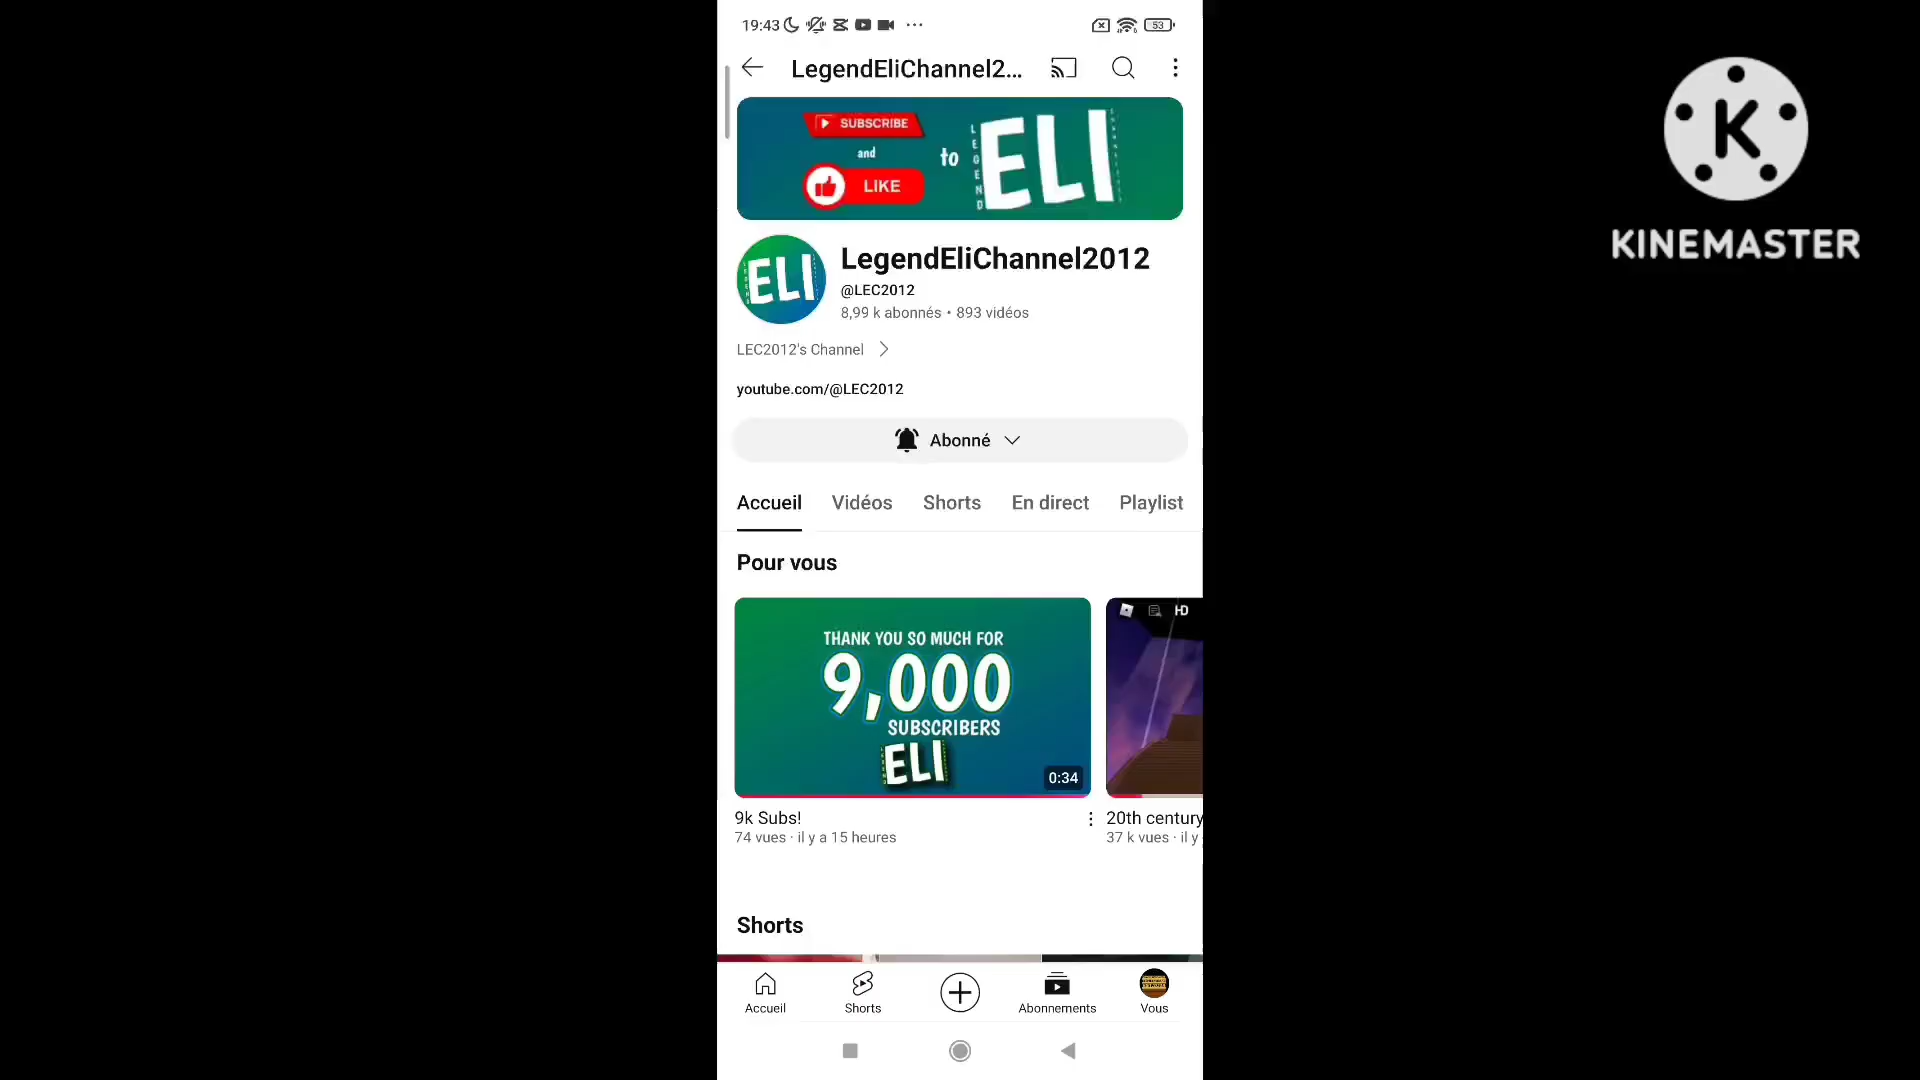 19:43
53
LegendEliChannel2...
SUBSCRIBE
and
LIKE
to
LEGEND
ELI
ELI
LegendEliChannel2012
@LEC2012
8,99 k abonnés • 893 vidéos
LEC2012's Channel
youtube.com/@LEC2012
Abonné
Accueil Vidéos Shorts En direct Playlist
Pour vous
THANK YOU SO MUCH FOR
9,000
SUBSCRIBERS
ELI
0:34
HD
9k Subs!
74 vues · il y a 15 heures
20th century
37 k vues · il y
Shorts
Accueil Shorts Abonnements Vous
K
KINEMASTER